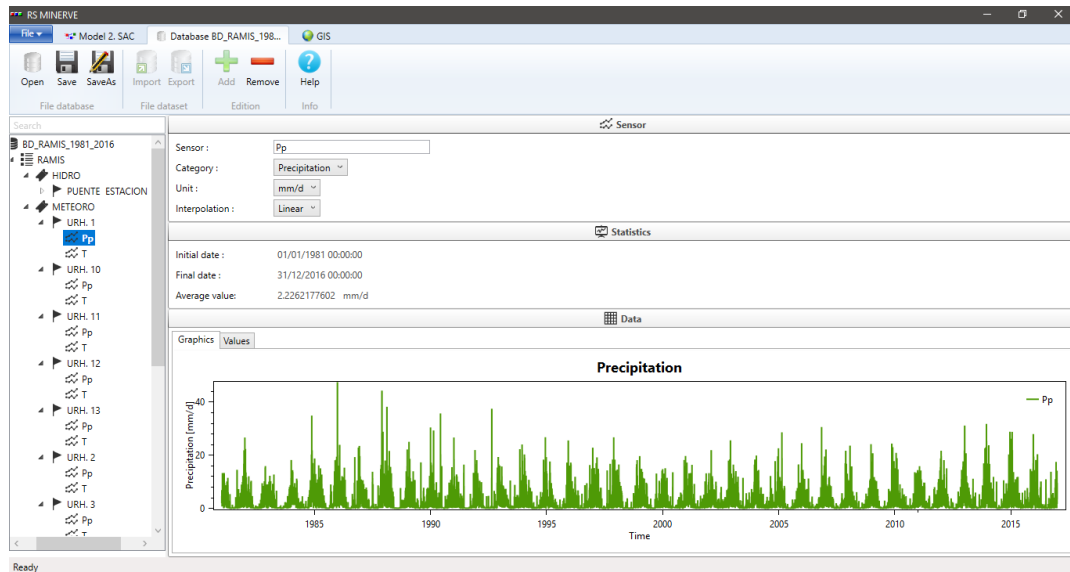 RS MINERVE
File
Model 2. SAC
Database BD_RAMIS_198...
GIS
Open
Save
SaveAs
Import
Export
Add
Remove
Help
File database
File dataset
Edition
Info
Search
BD_RAMIS_1981_2016
RAMIS
HIDRO
PUENTE ESTACION
METEORO
URH. 1
Pp
T
URH. 10
Pp
T
URH. 11
Pp
T
URH. 12
Pp
T
URH. 13
Pp
T
URH. 2
Pp
T
URH. 3
Pp
T
Sensor
Sensor : Pp
Category : Precipitation
Unit : mm/d
Interpolation : Linear
Statistics
Initial date : 01/01/1981 00:00:00
Final date : 31/12/2016 00:00:00
Average value: 2.2262177602 mm/d
Data
Graphics Values
Precipitation
Precipitation [mm/d]
40
20
0
Pp
1985 1990 1995 2000 2005 2010 2015
Time
Ready